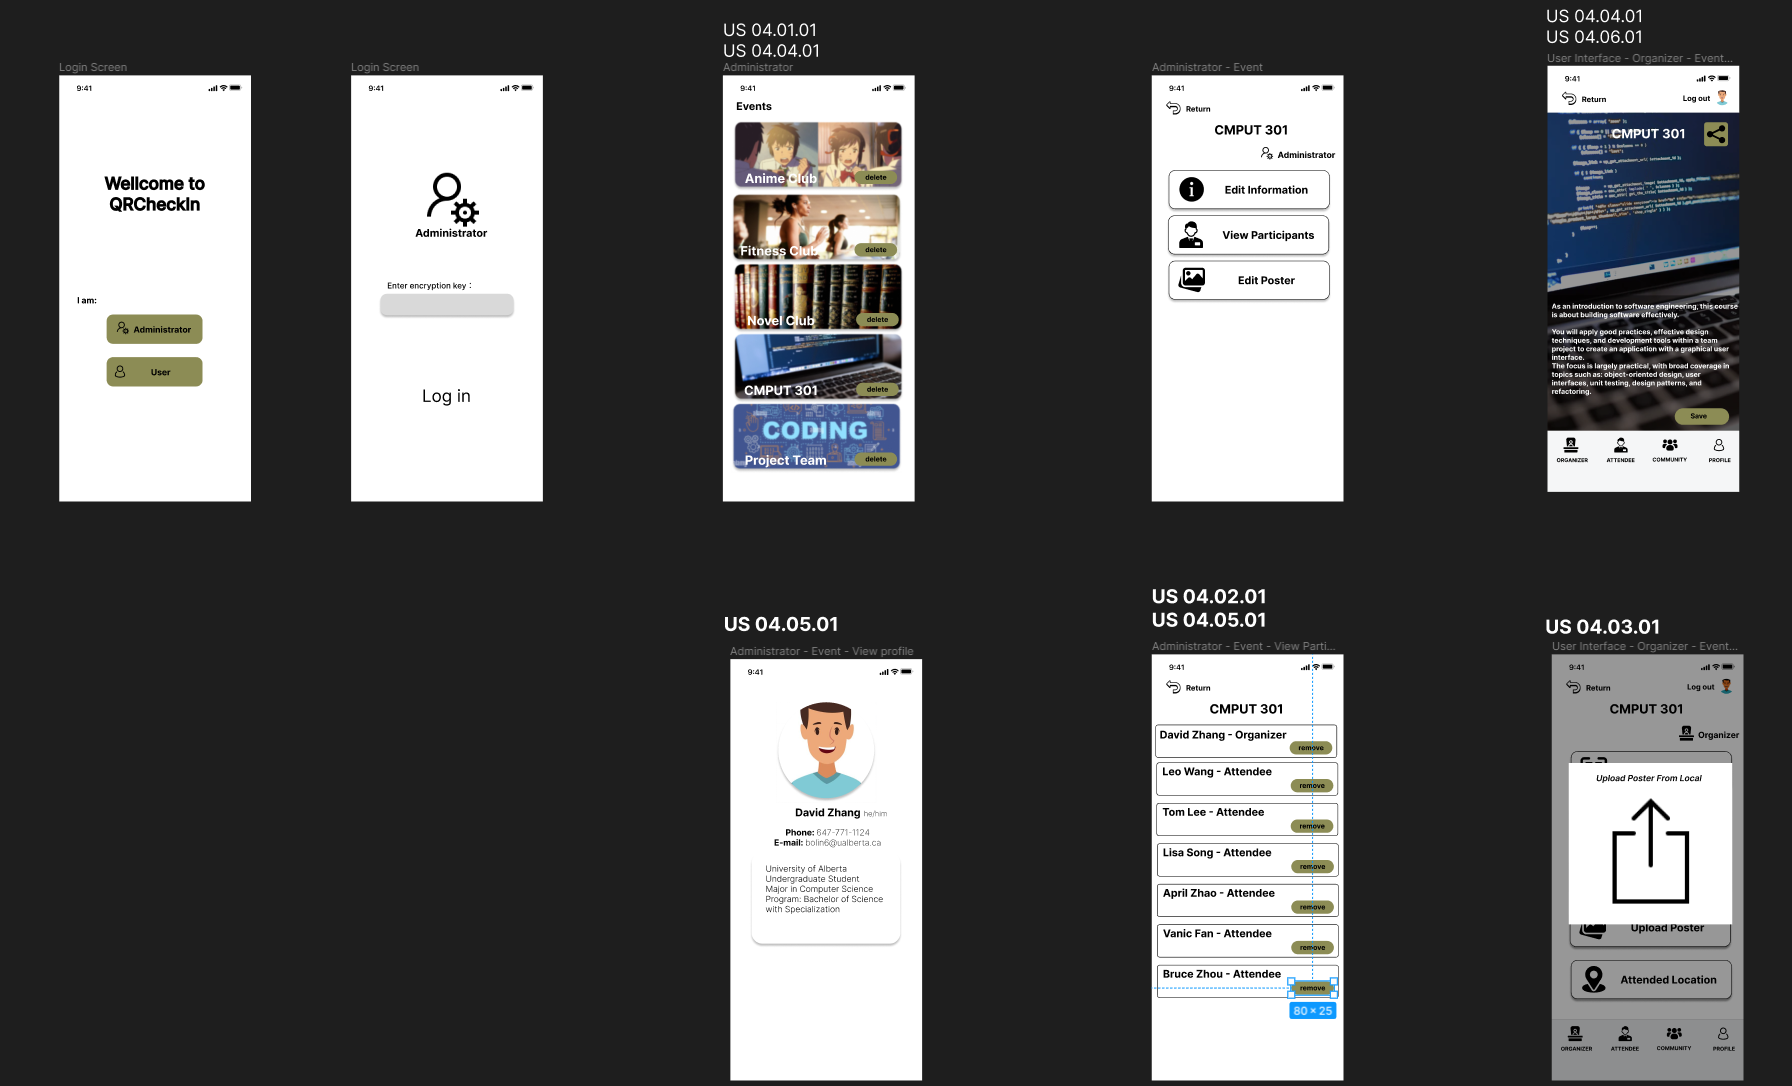 Login Screen
9:41
Wellcome to
QRCheckIn
I am:
Administrator
User
Login Screen
9:41
Administrator
Enter encryption key：
Log in
US 04.01.01
US 04.04.01
Administrator
9:41
Events
Anime Club
delete
Fitness Club
delete
Novel Club
delete
CMPUT 301
delete
CODING
Project Team
delete
Administrator - Event
9:41
Return
CMPUT 301
Administrator
Edit Information
View Participants
Edit Poster
US 04.04.01
US 04.06.01
User Interface - Organizer - Event...
9:41
Return
Log out
CMPUT 301
As an introduction to software engineering, this course
is about building software effectively.
You will apply good practices, effective design
techniques, and development tools within a team
project to create an application with a graphical user
interface.
The focus is largely practical, with broad coverage in
topics such as: object-oriented design, user
interfaces, unit testing, design patterns, and
refactoring.
Save
ORGANIZER
ATTENDEE
COMMUNITY
PROFILE
US 04.05.01
Administrator - Event - View profile
9:41
David Zhang he/him
Phone: 647-771-1124
E-mail: bolin6@ualberta.ca
University of Alberta
Undergraduate Student
Major in Computer Science
Program: Bachelor of Science
with Specialization
US 04.02.01
US 04.05.01
Administrator - Event - View Parti...
9:41
Return
CMPUT 301
David Zhang - Organizer
remove
Leo Wang - Attendee
remove
Tom Lee - Attendee
remove
Lisa Song - Attendee
remove
April Zhao - Attendee
remove
Vanic Fan - Attendee
remove
Bruce Zhou - Attendee
remove
80 × 25
US 04.03.01
User Interface - Organizer - Event...
9:41
Return
Log out
CMPUT 301
Organizer
Upload Poster From Local
Upload Poster
Attended Location
ORGANIZER
ATTENDEE
COMMUNITY
PROFILE